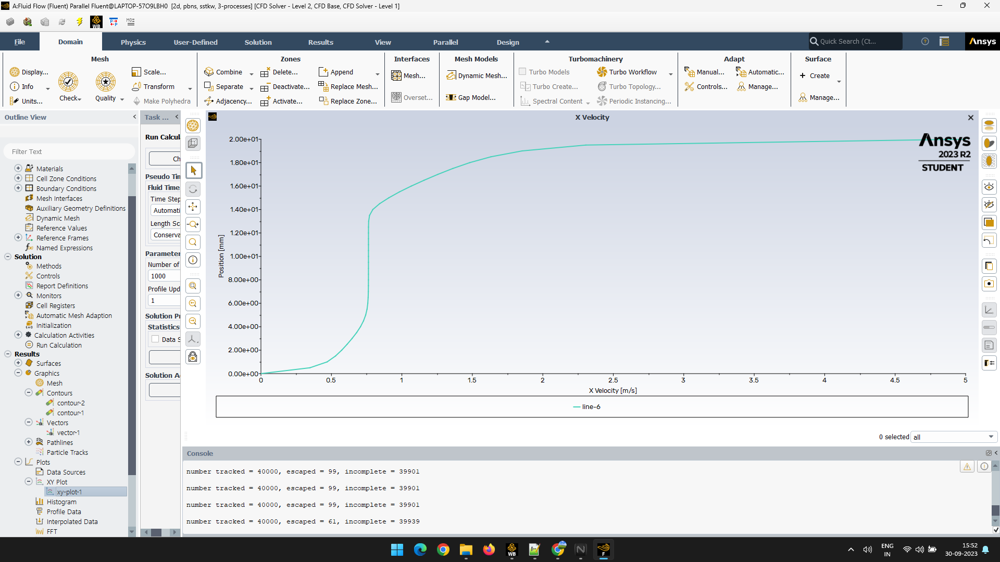 A:Fluid Flow (Fluent) Parallel Fluent@LAPTOP-57O9LBH0 [2d, pbns, sstkw, 3-processes] [CFD Solver - Level 2, CFD Base, CFD Solver - Level 1]
WB
File Domain Physics User-Defined Solution Results View Parallel Design Quick Search (Ct... Ansys
Mesh Zones Interfaces Mesh Models Turbomachinery Adapt Surface
Display... Scale... Combine Delete... Append Mesh... Dynamic Mesh... Turbo Models Turbo Workflow Manual... Automatic... Create
Info Transform Separate Deactivate... Replace Mesh... Turbo Create... Turbo Topology... Controls... Manage...
Check Quality
Units... Make Polyhedra Adjacency... Activate... Replace Zone... Overset... Gap Model... Spectral Content Periodic Instancing... Manage...
Outline View
Filter Text
Materials
Cell Zone Conditions
Boundary Conditions
Mesh Interfaces
Auxiliary Geometry Definitions
Dynamic Mesh
Reference Values
Reference Frames
Named Expressions
Solution
Methods
Controls
Report Definitions
Monitors
Cell Registers
Automatic Mesh Adaption
Initialization
Calculation Activities
Run Calculation
Results
Surfaces
Graphics
Mesh
Contours
contour-2
contour-1
Vectors
vector-1
Pathlines
Particle Tracks
Plots
Data Sources
XY Plot
xy-plot-1
Histogram
Profile Data
Interpolated Data
FFT
Task ...
Run Calcul
Ch
Pseudo Tim
Fluid Time
Time Step
Automati
Length Sc
Conserva
Parameter
Number of
1000
Profile Upd
1
Solution Pr
Statistics
Data S
Solution A
X Velocity
Ansys
2023 R2
STUDENT
2.00e+01
1.80e+01
1.60e+01
1.40e+01
1.20e+01
1.00e+01
8.00e+00
6.00e+00
4.00e+00
2.00e+00
0.00e+00
Position [mm]
0 0.5 1 1.5 2 2.5 3 3.5 4 4.5 5
X Velocity [m/s]
line-6
0 selected all
Console
number tracked = 40000, escaped = 99, incomplete = 39901
number tracked = 40000, escaped = 99, incomplete = 39901
number tracked = 40000, escaped = 99, incomplete = 39901
number tracked = 40000, escaped = 61, incomplete = 39939
WB
F
ENG
IN
15:52
30-09-2023